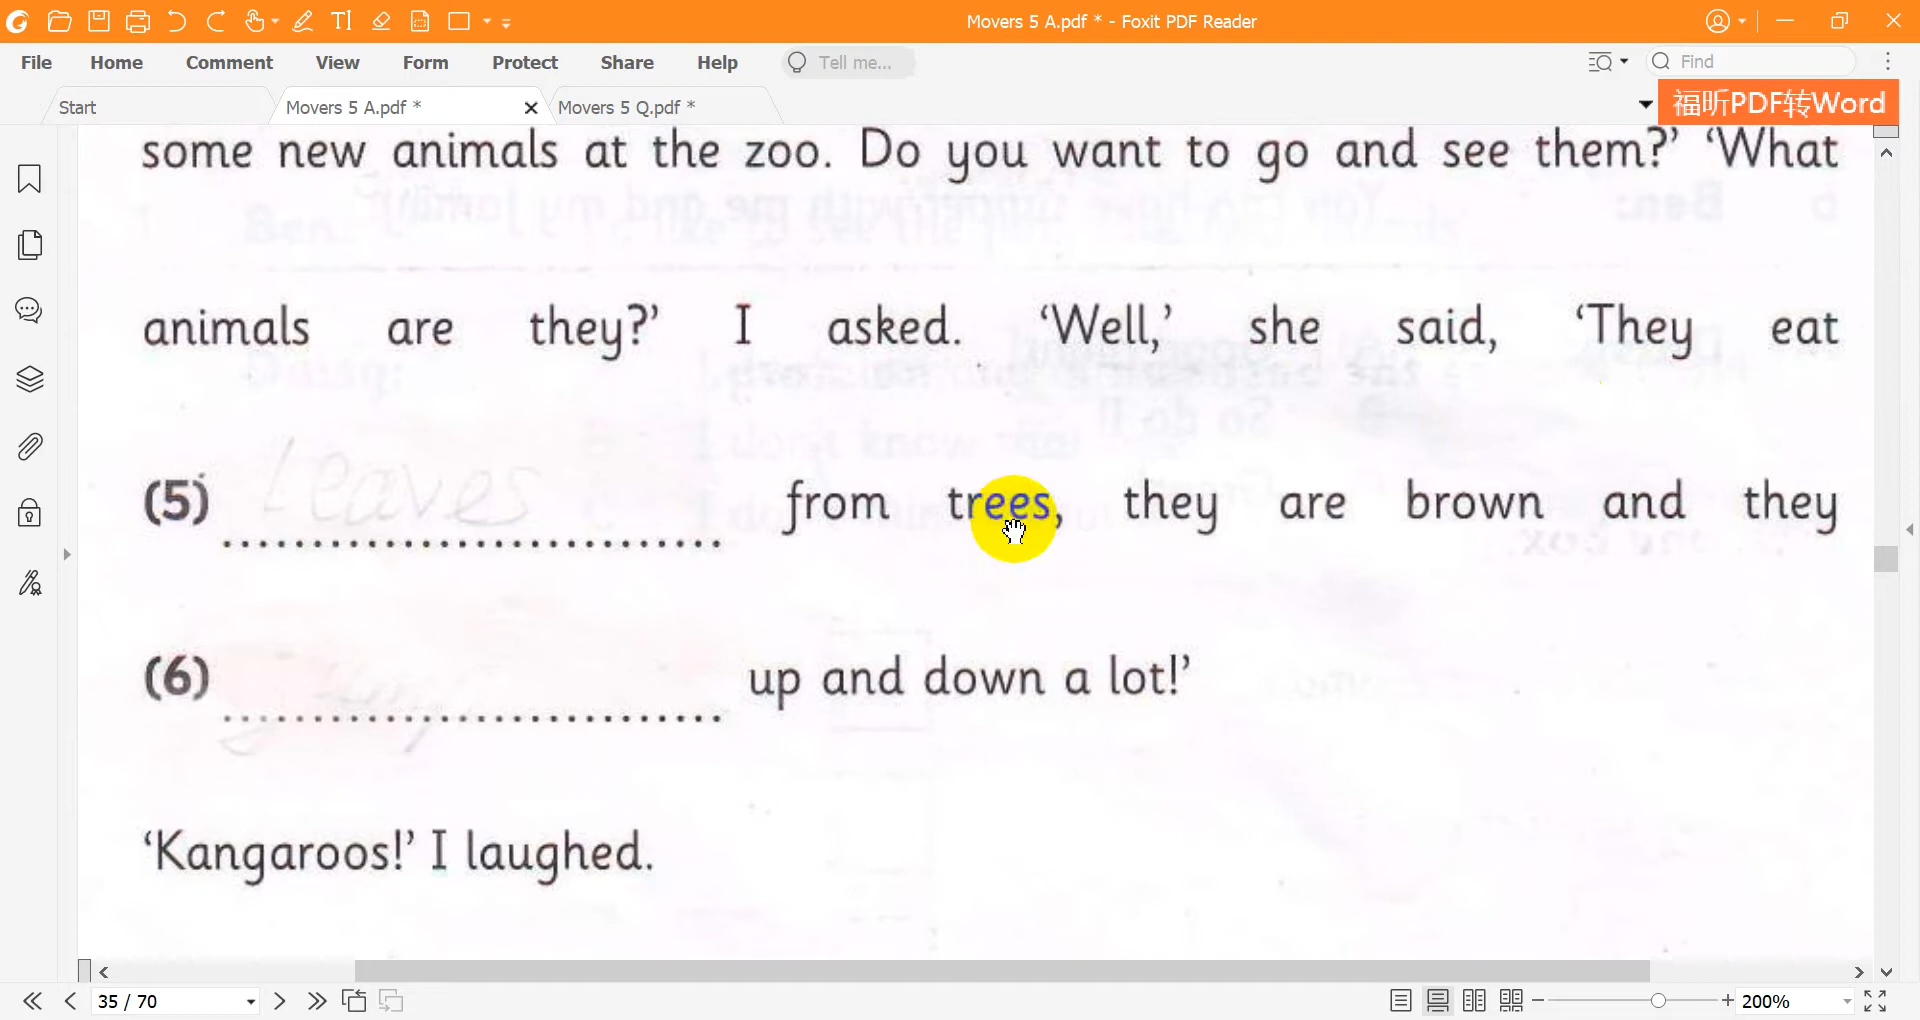 Movers 5 A.pdf * - Foxit PDF Reader
File Home Comment View Form Protect Share Help Tell me... Find
Start Movers 5 A.pdf * Movers 5 Q.pdf * 福昕PDF转Word
some new animals at the zoo. Do you want to go and see them?’ ‘What
animals are they?’ I asked. ‘Well,’ she said, ‘They eat
(5) Leaves from trees, they are brown and they
(6) up and down a lot!’
‘Kangaroos!’ I laughed.
35 / 70 200%